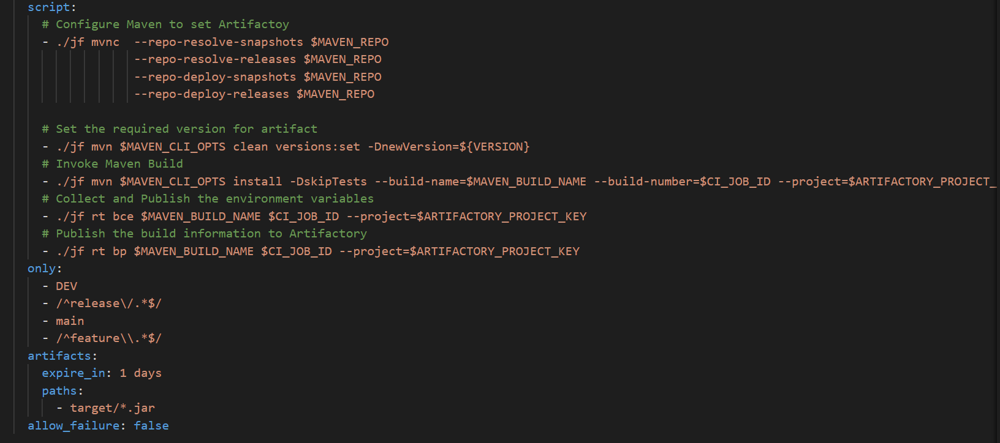 script:
# Configure Maven to set Artifactoy
- ./jf mvnc  --repo-resolve-snapshots $MAVEN_REPO
--repo-resolve-releases $MAVEN_REPO
--repo-deploy-snapshots $MAVEN_REPO
--repo-deploy-releases $MAVEN_REPO
# Set the required version for artifact
- ./jf mvn $MAVEN_CLI_OPTS clean versions:set -DnewVersion=${VERSION}
# Invoke Maven Build
- ./jf mvn $MAVEN_CLI_OPTS install -DskipTests --build-name=$MAVEN_BUILD_NAME --build-number=$CI_JOB_ID --project=$ARTIFACTORY_PROJECT_
# Collect and Publish the environment variables
- ./jf rt bce $MAVEN_BUILD_NAME $CI_JOB_ID --project=$ARTIFACTORY_PROJECT_KEY
# Publish the build information to Artifactory
- ./jf rt bp $MAVEN_BUILD_NAME $CI_JOB_ID --project=$ARTIFACTORY_PROJECT_KEY
only:
- DEV
- /^release\/.*$/
- main
- /^feature\\.*$/
artifacts:
expire_in: 1 days
paths:
- target/*.jar
allow_failure: false